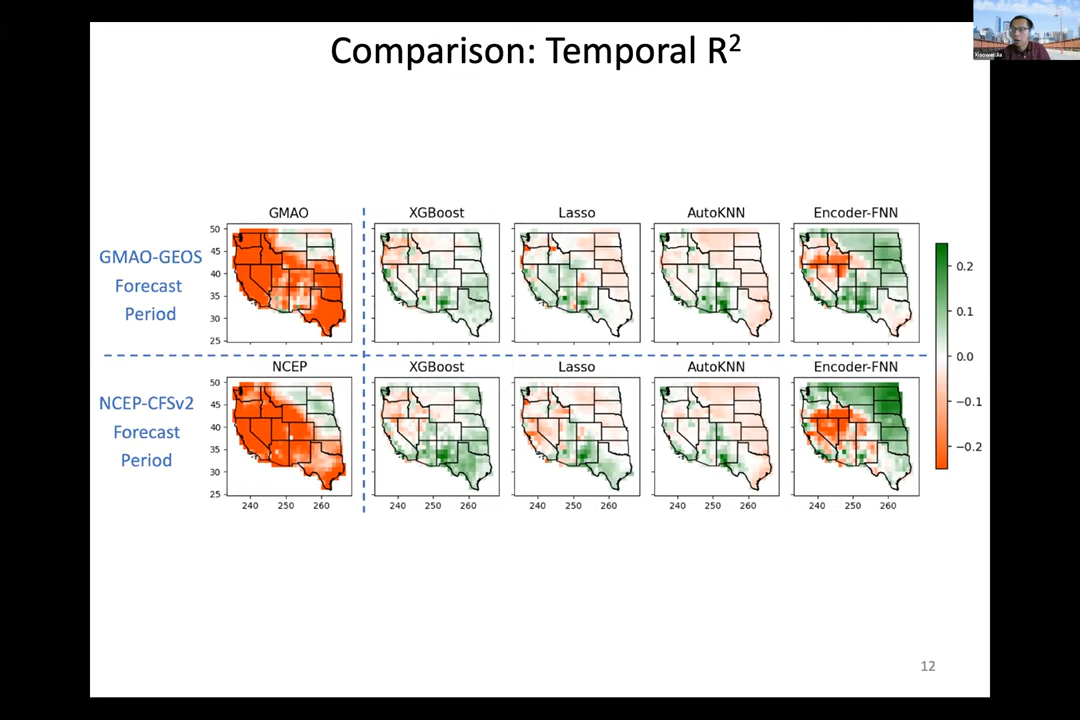 Comparison: Temporal R²
Xiaowei Jia
GMAO XGBoost Lasso AutoKNN Encoder-FNN
GMAO-GEOS
Forecast
Period
50
45
40
35
30
25
0.2
0.1
0.0
−0.1
−0.2
NCEP XGBoost Lasso AutoKNN Encoder-FNN
NCEP-CFSv2
Forecast
Period
50
45
40
35
30
25
240 250 260 240 250 260 240 250 260 240 250 260 240 250 260
12